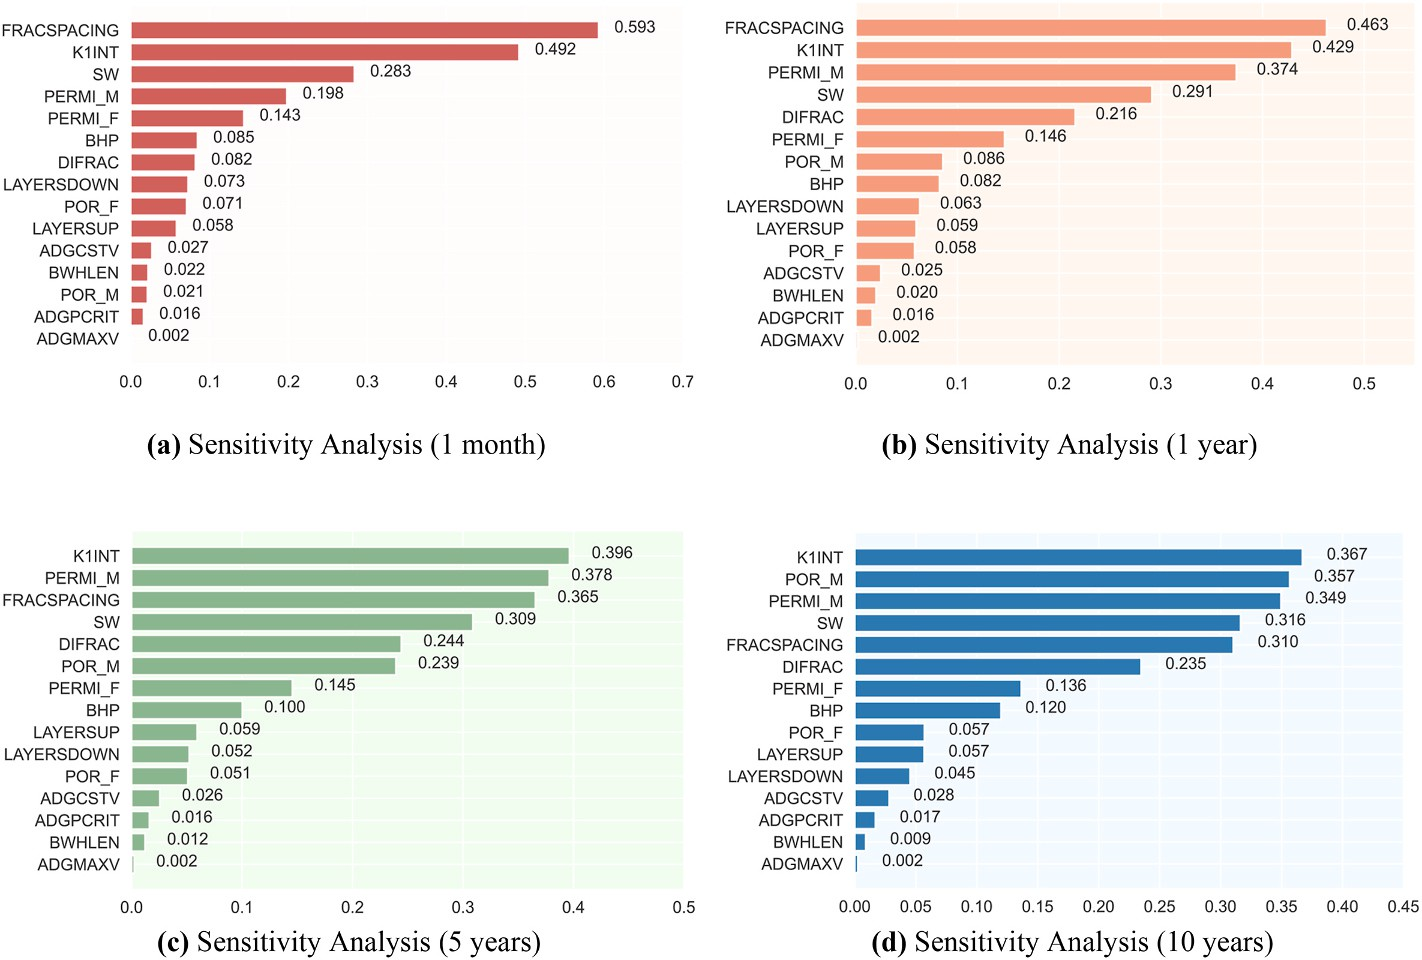 FRACSPACING 0.593
K1INT 0.492
SW 0.283
PERMI_M 0.198
PERMI_F 0.143
BHP 0.085
DIFRAC 0.082
LAYERSDOWN 0.073
POR_F 0.071
LAYERSUP 0.058
ADGCSTV 0.027
BWHLEN 0.022
POR_M 0.021
ADGPCRIT 0.016
ADGMAXV 0.002
0.0 0.1 0.2 0.3 0.4 0.5 0.6 0.7
(a) Sensitivity Analysis (1 month)
FRACSPACING 0.463
K1INT 0.429
PERMI_M 0.374
SW 0.291
DIFRAC 0.216
PERMI_F 0.146
POR_M 0.086
BHP 0.082
LAYERSDOWN 0.063
LAYERSUP 0.059
POR_F 0.058
ADGCSTV 0.025
BWHLEN 0.020
ADGPCRIT 0.016
ADGMAXV 0.002
0.0 0.1 0.2 0.3 0.4 0.5
(b) Sensitivity Analysis (1 year)
K1INT 0.396
PERMI_M 0.378
FRACSPACING 0.365
SW 0.309
DIFRAC 0.244
POR_M 0.239
PERMI_F 0.145
BHP 0.100
LAYERSUP 0.059
LAYERSDOWN 0.052
POR_F 0.051
ADGCSTV 0.026
ADGPCRIT 0.016
BWHLEN 0.012
ADGMAXV 0.002
0.0 0.1 0.2 0.3 0.4 0.5
(c) Sensitivity Analysis (5 years)
K1INT 0.367
POR_M 0.357
PERMI_M 0.349
SW 0.316
FRACSPACING 0.310
DIFRAC 0.235
PERMI_F 0.136
BHP 0.120
POR_F 0.057
LAYERSUP 0.057
LAYERSDOWN 0.045
ADGCSTV 0.028
ADGPCRIT 0.017
BWHLEN 0.009
ADGMAXV 0.002
0.00 0.05 0.10 0.15 0.20 0.25 0.30 0.35 0.40 0.45
(d) Sensitivity Analysis (10 years)